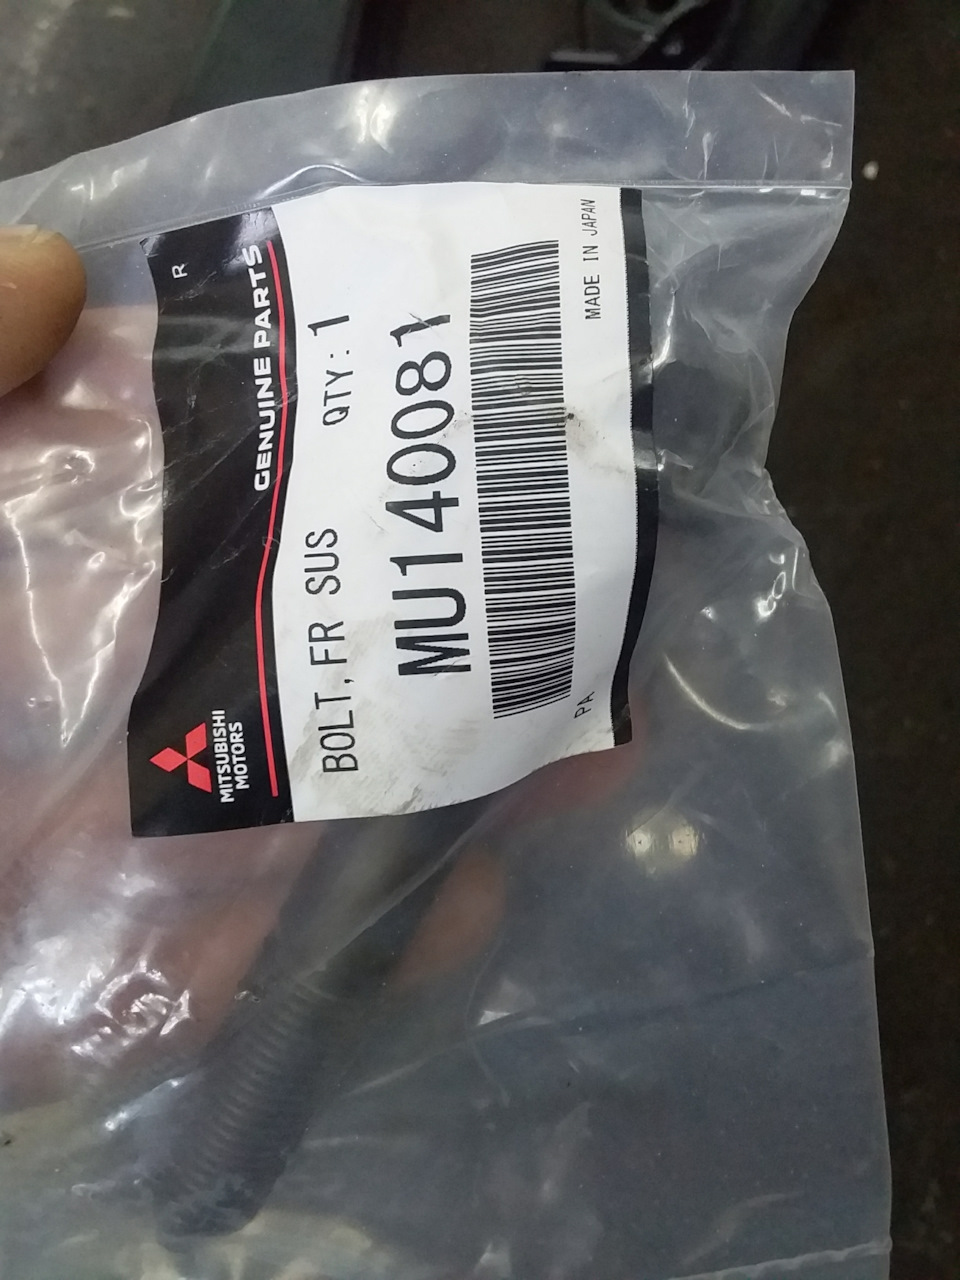 R
GENUINE PARTS
MITSUBISHI
MOTORS
BOLT,FR SUS QTY:1
MU140081
MADE IN JAPAN
PA